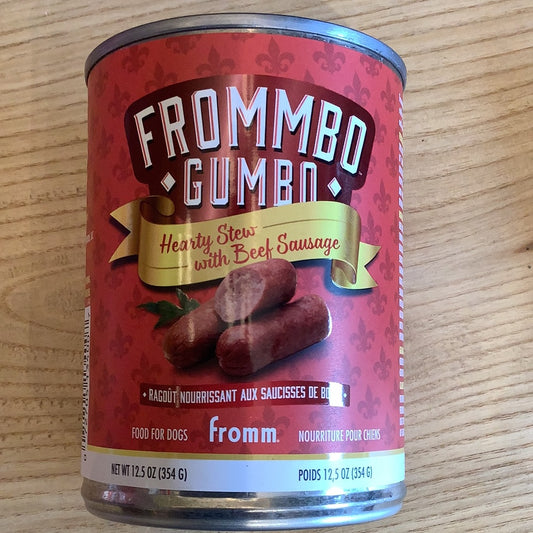 FROMMBO
GUMBO
Hearty Stew
with Beef Sausage
• RAGOÛT NOURRISSANT AUX SAUCISSES DE
FOOD FOR DOGS fromm. NOURRITURE POUR CHIENS
NET WT 12.5 OZ (354 G) POIDS 12,5 OZ (354 G)